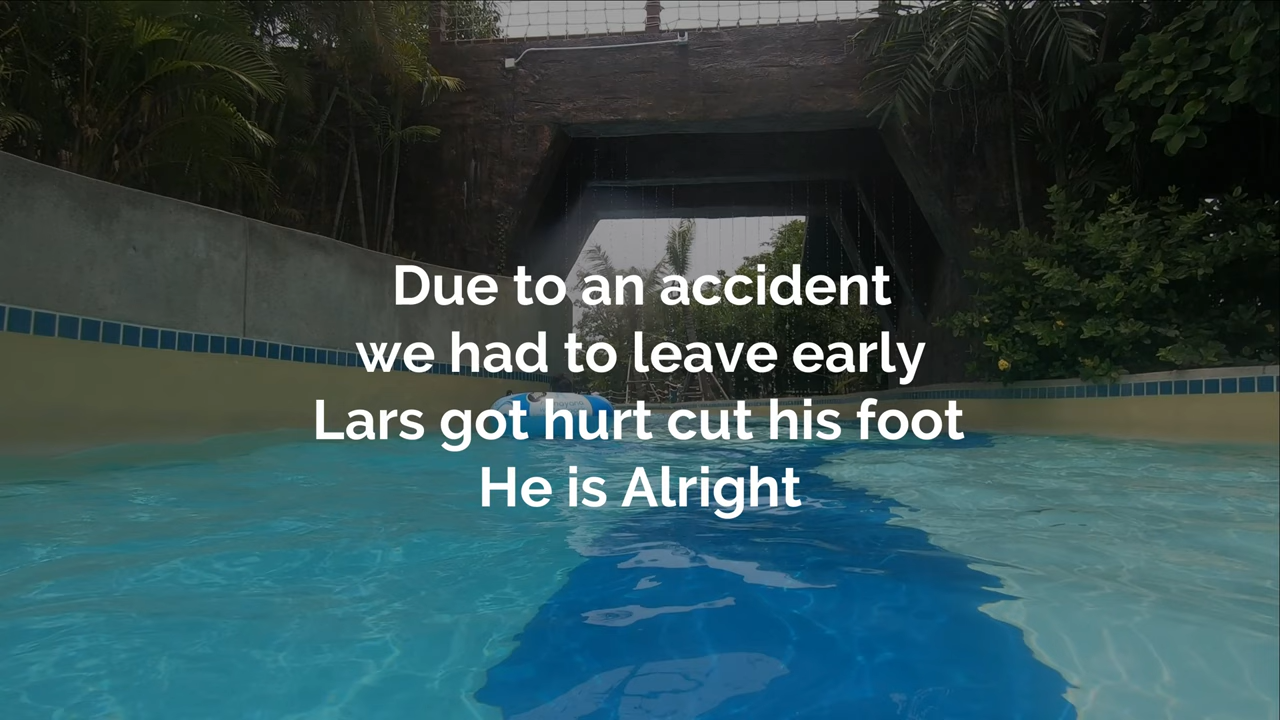 Due to an accident
we had to leave early
Lars got hurt cut his foot
He is Alright